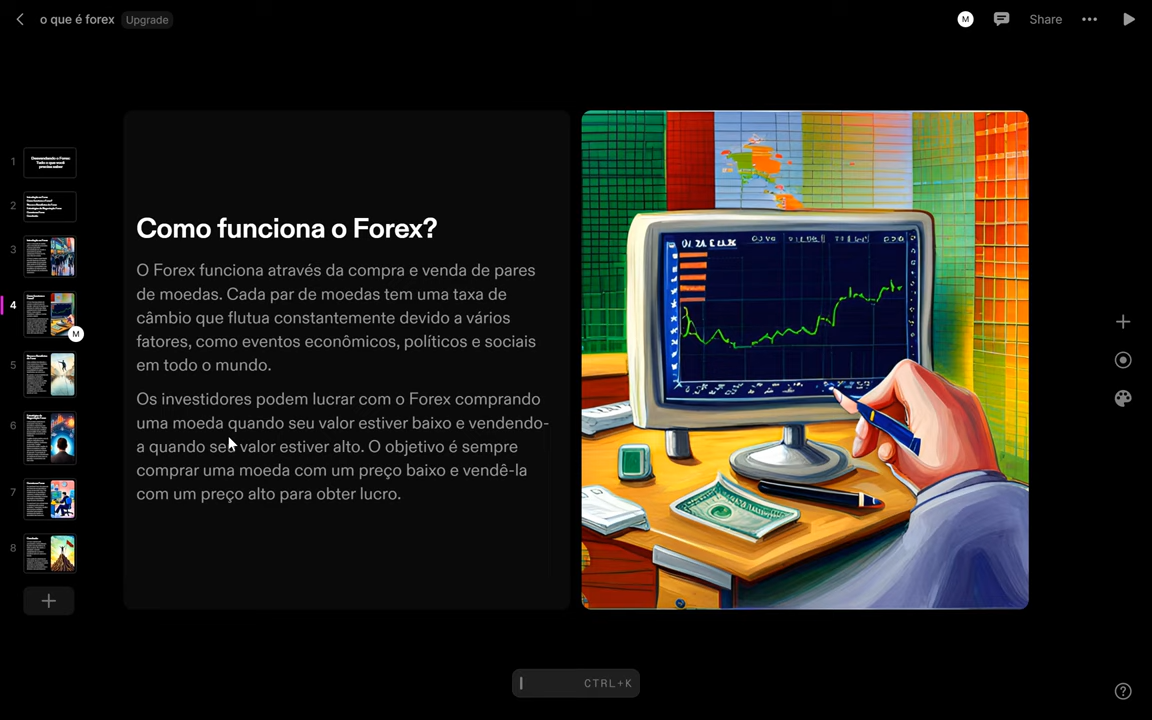 o que é forex Upgrade
M
Share
1
2
3
4
M
5
6
7
8
Como funciona o Forex?
O Forex funciona através da compra e venda de pares
de moedas. Cada par de moedas tem uma taxa de
câmbio que flutua constantemente devido a vários
fatores, como eventos econômicos, políticos e sociais
em todo o mundo.
Os investidores podem lucrar com o Forex comprando
uma moeda quando seu valor estiver baixo e vendendo-
a quando seu valor estiver alto. O objetivo é sempre
comprar uma moeda com um preço baixo e vendê-la
com um preço alto para obter lucro.
CTRL+K